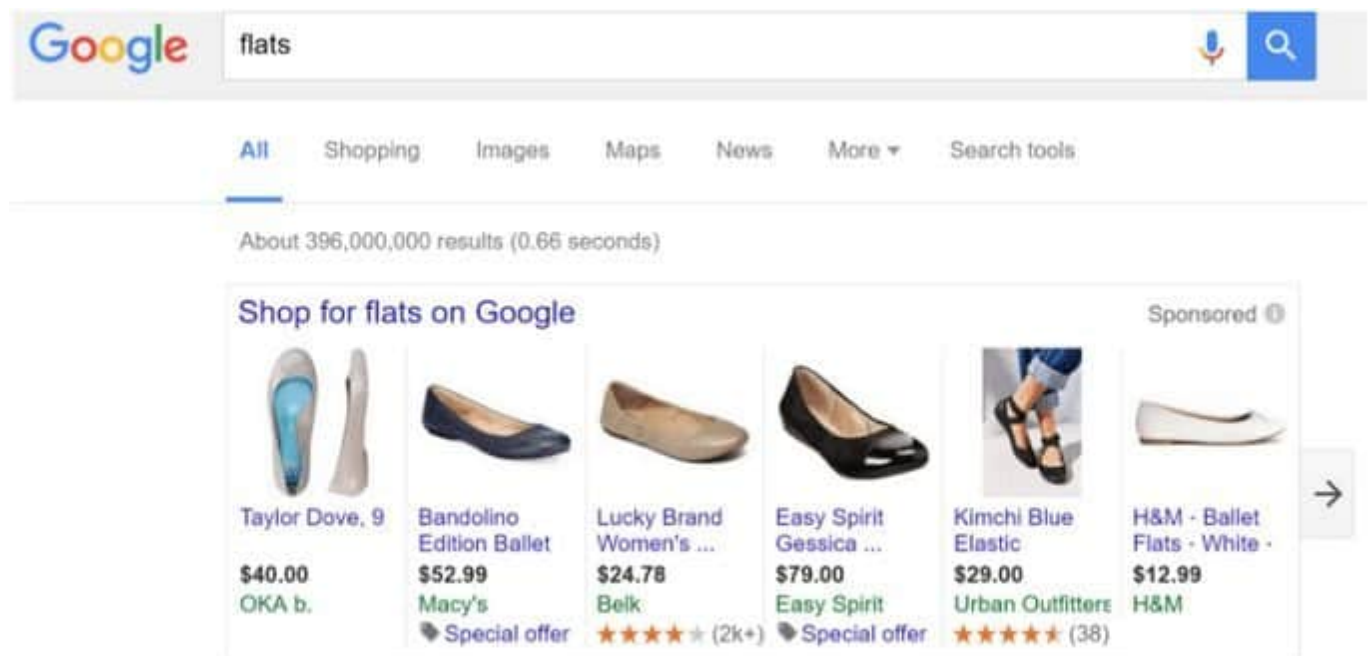 Google flats
All Shopping Images Maps News More Search tools
About 396,000,000 results (0.66 seconds)
Shop for flats on Google Sponsored
Taylor Dove, 9
$40.00
OKA b.
Bandolino
Edition Ballet
$52.99
Macy's
Special offer
Lucky Brand
Women's ...
$24.78
Belk
(2k+)
Easy Spirit
Gessica ...
$79.00
Easy Spirit
Special offer
Kimchi Blue
Elastic
$29.00
Urban Outfitters
(38)
H&M - Ballet
Flats - White -
$12.99
H&M